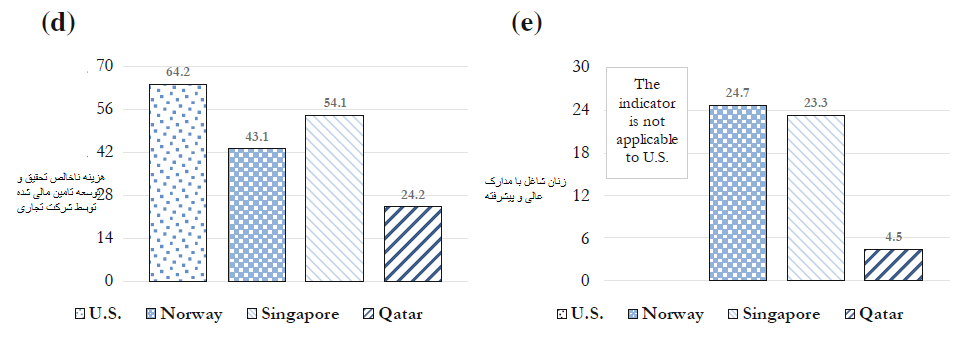 (d)
70
64.2
56
54.1
43.1
42
هزینه ناخالص تحقیق و
توسعه تامین مالی شده
توسط شرکت تجاری
28
24.2
14
0
U.S. Norway Singapore Qatar
(e)
30
The
indicator
is not
applicable
to U.S.
24.7
23.3
24
18
زنان شاغل با مدارک
عالی و پیشرفته
12
6
4.5
0
U.S. Norway Singapore Qatar